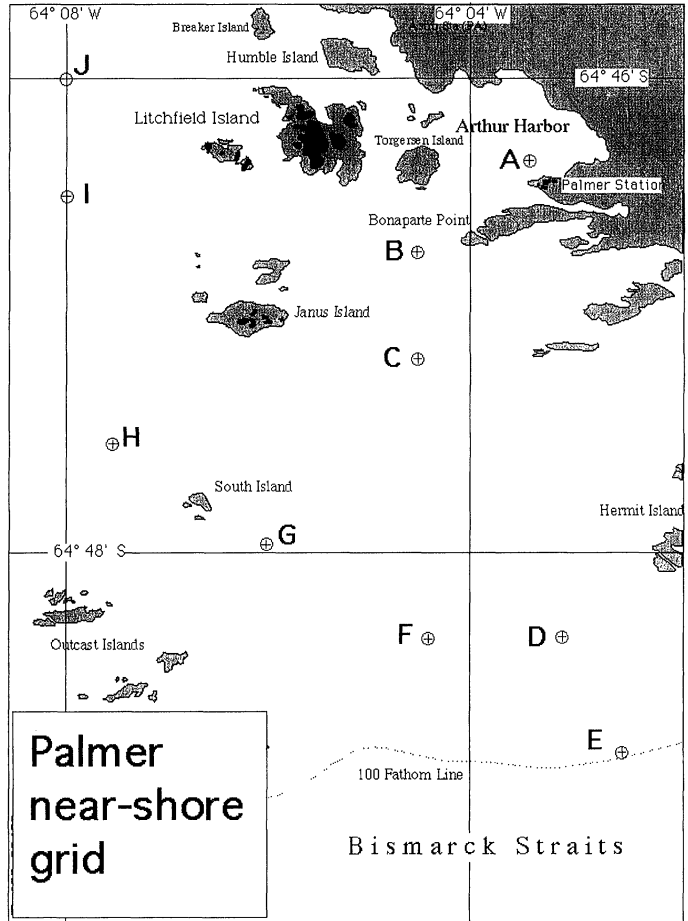 64° 08' W
64° 04' W
Breaker Island
Humble Island
J
64° 46' S
Litchfield Island
Arthur Harbor
Torgersen Island
A
Palmer Station
I
Bonaparte Point
B
Janus Island
C
H
South Island
Hermit Island
G
64° 48' S
F
D
Outcast Islands
E
Palmer
near-shore
grid
100 Fathom Line
Bismarck Straits